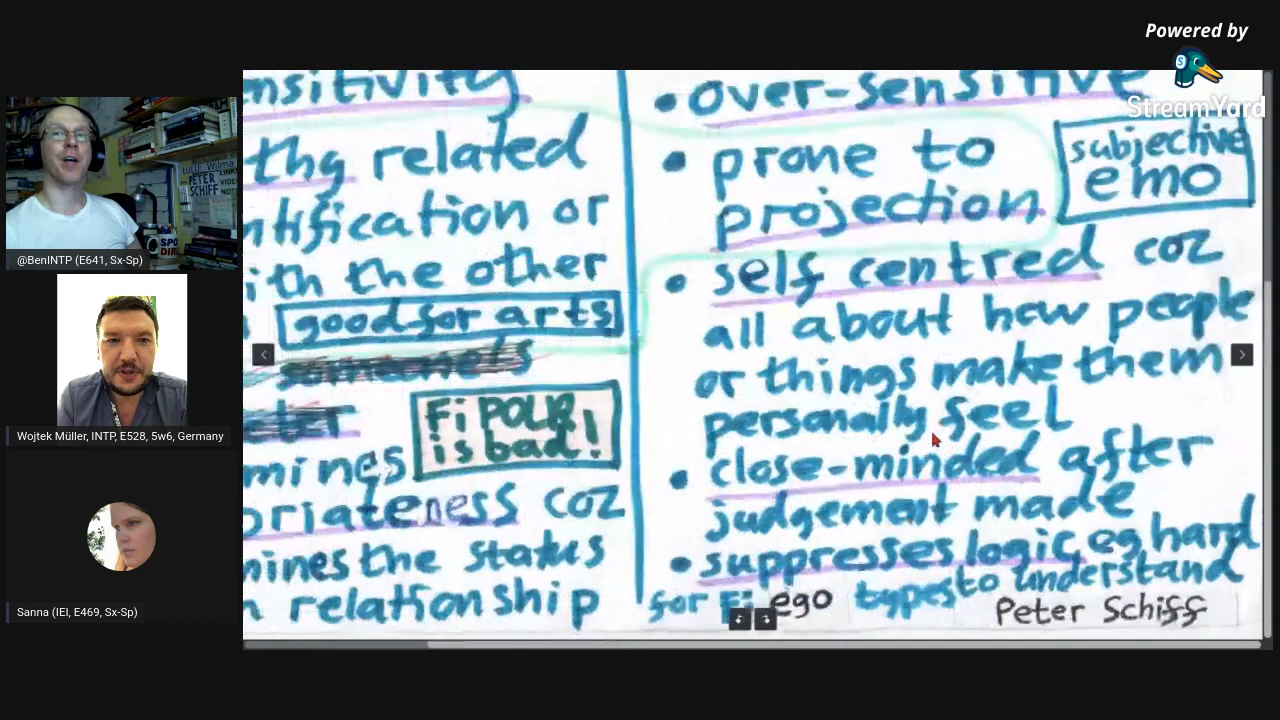 Powered by
StreamYard
LUCID Wilma
PETER
SCHIFF
@BenINTP (E641, Sx-Sp)
Wojtek Müller, INTP, E528, 5w6, Germany
Sanna (IEI, E469, Sx-Sp)
nsitivity
thg related
ntification or
ith the other
good for arts
Fi POLR
is bad!
mines
priateness coz
mines the status
n relationship
• over-sensitive
• prone to
projection
subjective
emo
• self centred coz
all about how people
or things make them
personally feel
• close-minded after
judgement made
• suppresses logic eg hard
for Fi ego types to understand
Peter Schiff